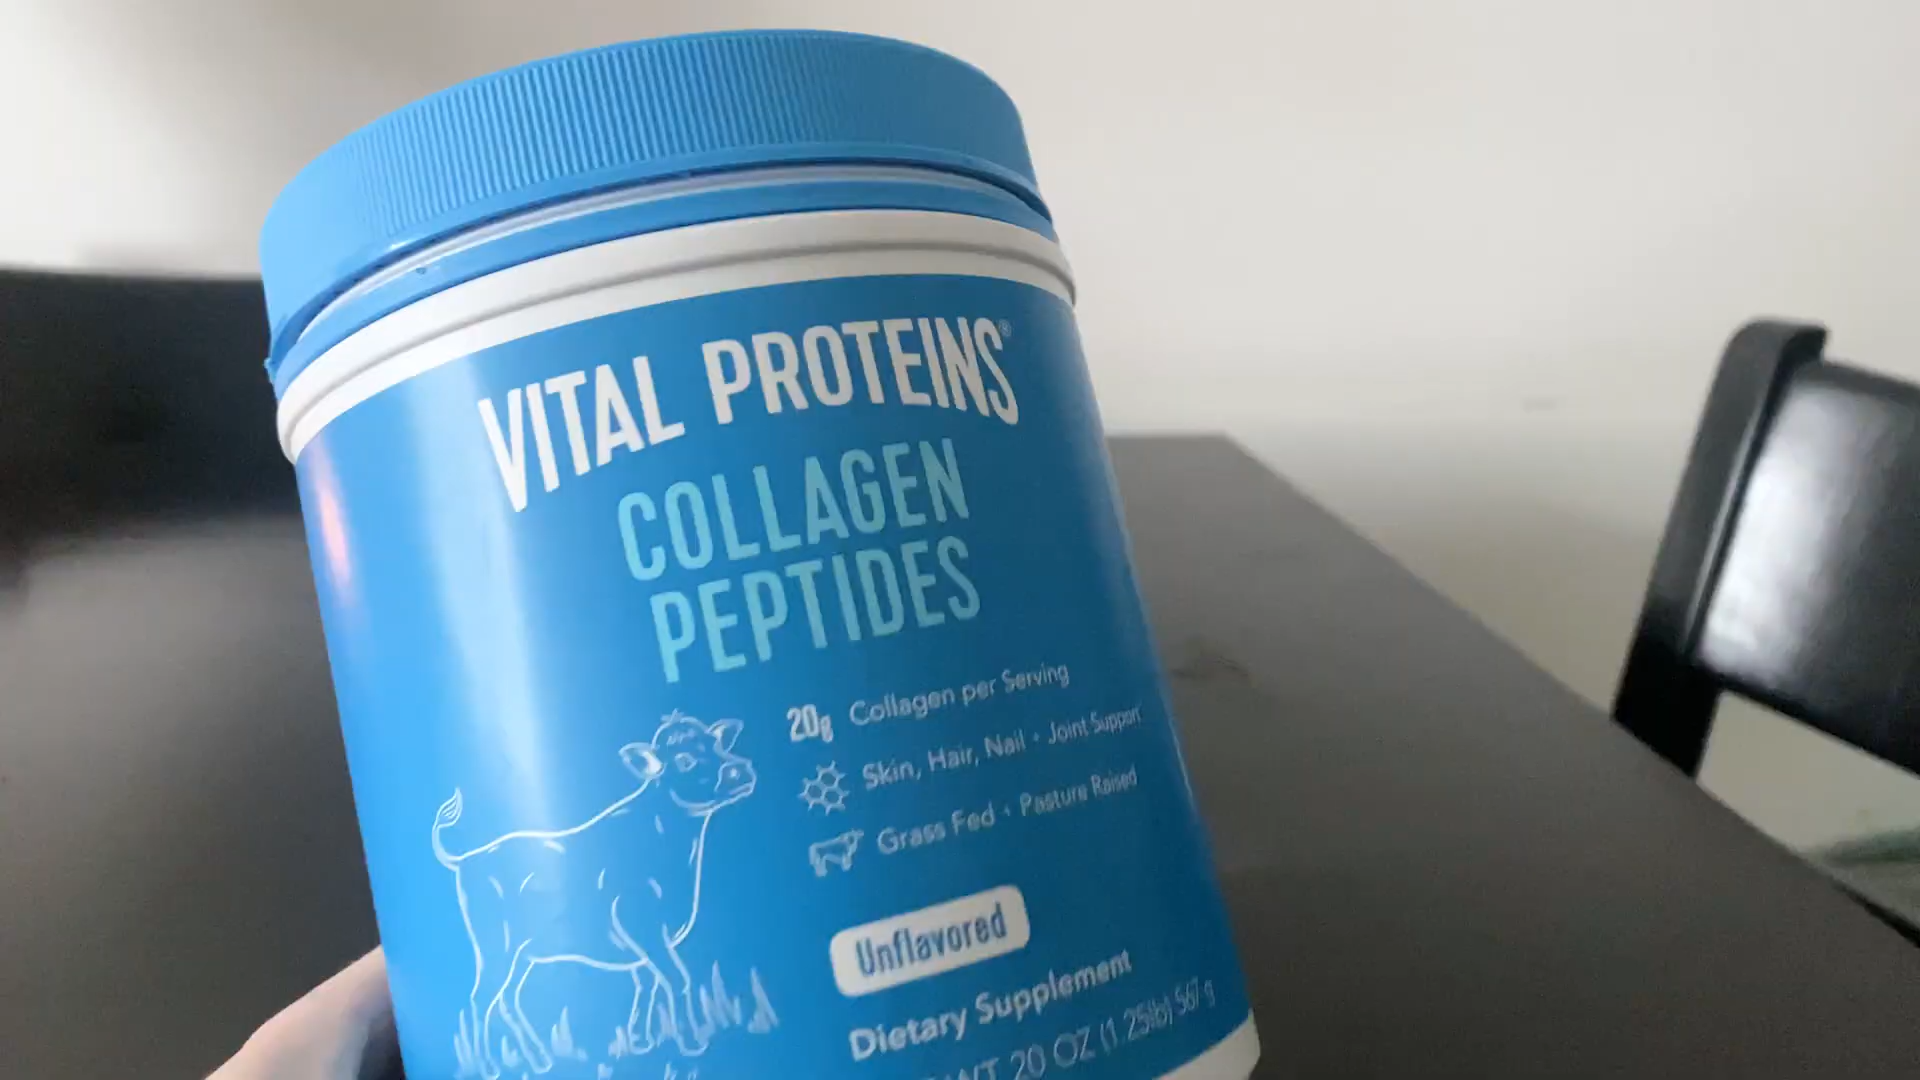 VITAL PROTEINS®
COLLAGEN
PEPTIDES
20g Collagen per Serving
Skin, Hair, Nail + Joint Support
Grass Fed + Pasture Raised
Unflavored
Dietary Supplement
WT 20 OZ (1.25lb) 567 g